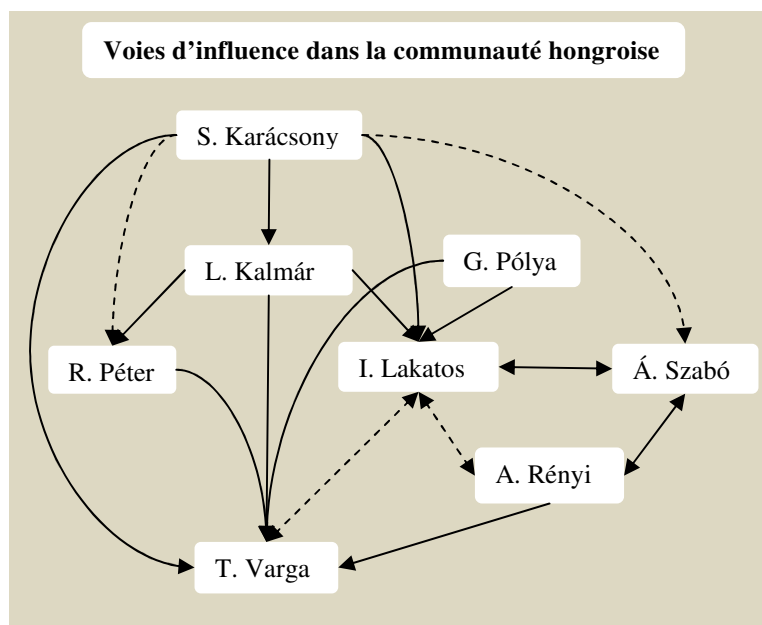 Voies d’influence dans la communauté hongroise
S. Karácsony
L. Kalmár
G. Pólya
R. Péter
I. Lakatos
Á. Szabó
A. Rényi
T. Varga